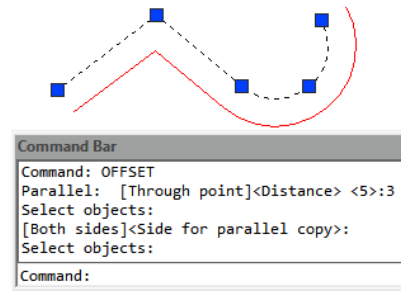 Command Bar
Command: OFFSET
Parallel:  [Through point]<Distance> <5>:3
Select objects:
[Both sides]<Side for parallel copy>:
Select objects:
Command: